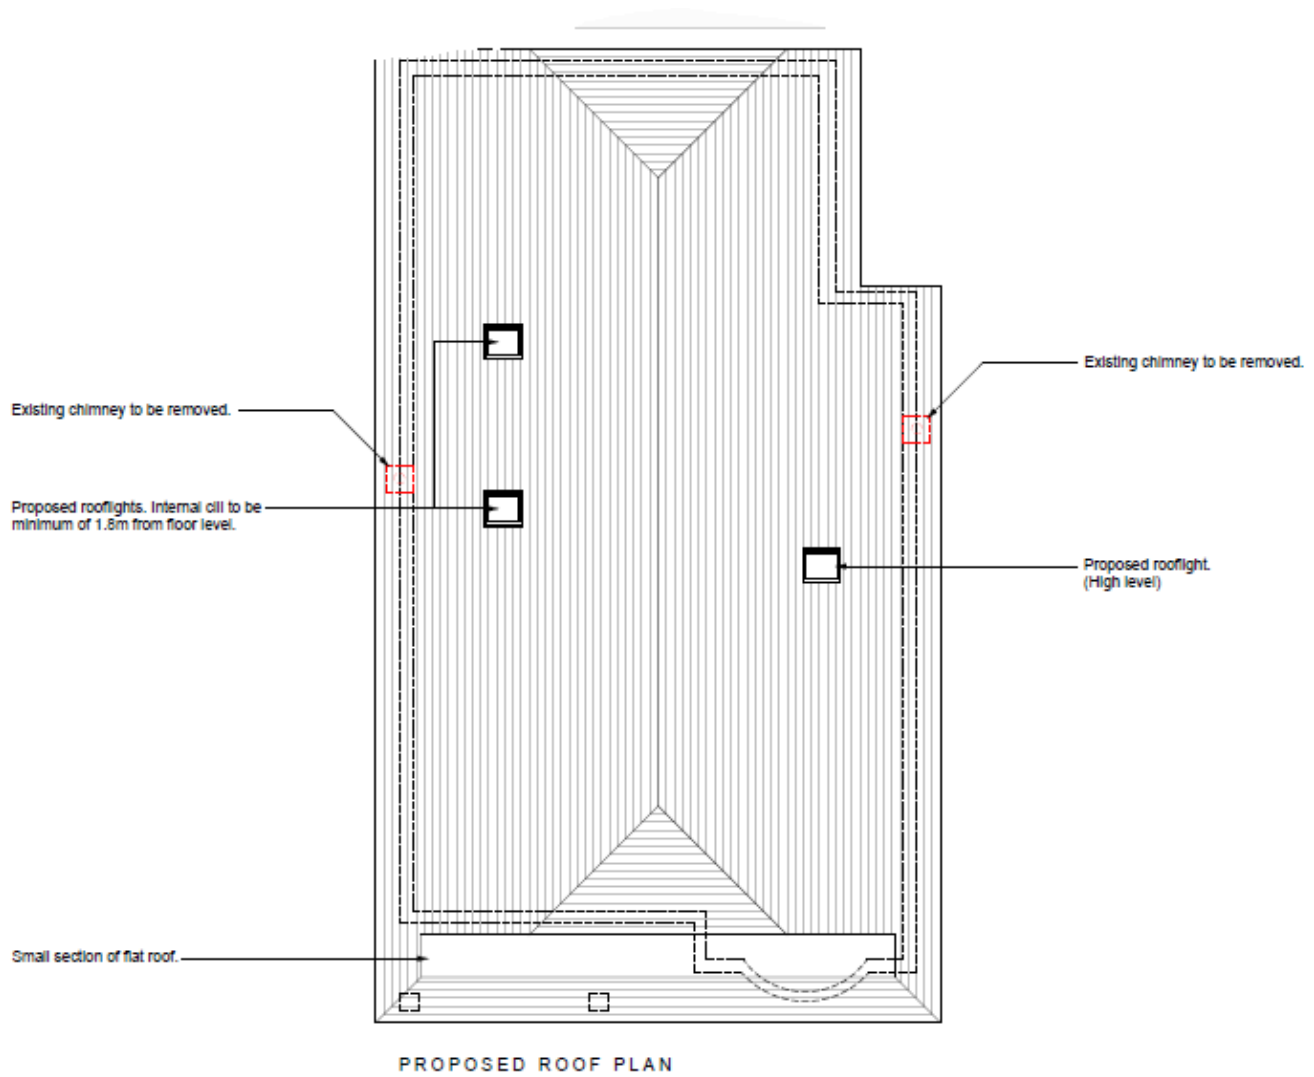 Existing chimney to be removed.
Existing chimney to be removed.
Proposed rooflights. Internal cill to be
minimum of 1.8m from floor level.
Proposed rooflight.
(High level)
Small section of flat roof.
PROPOSED ROOF PLAN